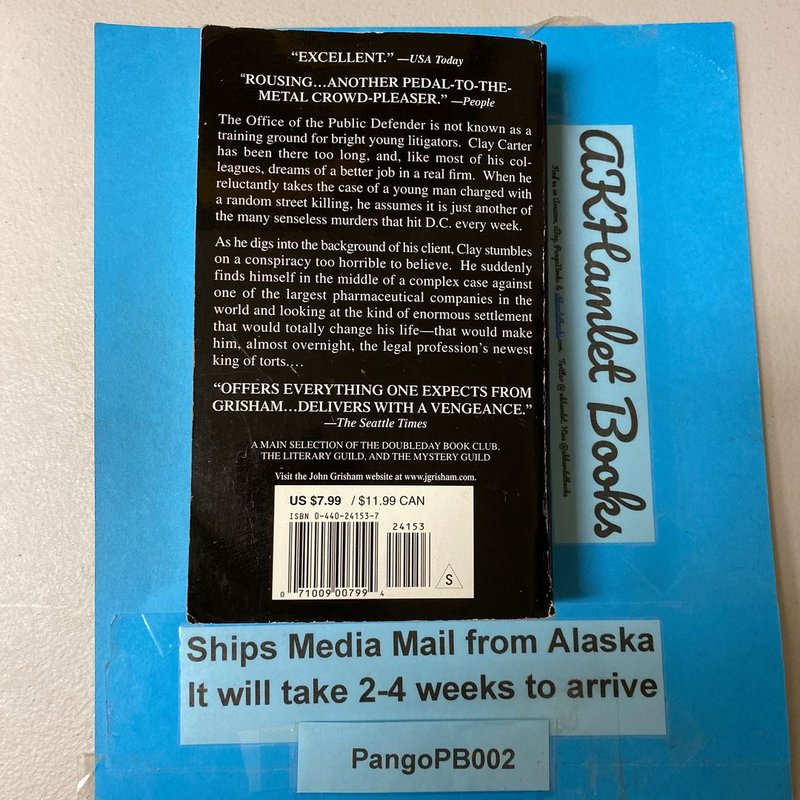 “EXCELLENT.” —USA Today
“ROUSING…ANOTHER PEDAL-TO-THE-
METAL CROWD-PLEASER.” —People
The Office of the Public Defender is not known as a
training ground for bright young litigators. Clay Carter
has been there too long, and, like most of his col-
leagues, dreams of a better job in a real firm. When he
reluctantly takes the case of a young man charged with
a random street killing, he assumes it is just another of
the many senseless murders that hit D.C. every week.
As he digs into the background of his client, Clay stumbles
on a conspiracy too horrible to believe. He suddenly
finds himself in the middle of a complex case against
one of the largest pharmaceutical companies in the
world and looking at the kind of enormous settlement
that would totally change his life—that would make
him, almost overnight, the legal profession’s newest
king of torts.…
“OFFERS EVERYTHING ONE EXPECTS FROM
GRISHAM…DELIVERS WITH A VENGEANCE.”
—The Seattle Times
A MAIN SELECTION OF THE DOUBLEDAY BOOK CLUB.
THE LITERARY GUILD, AND THE MYSTERY GUILD
Visit the John Grisham website at www.jgrisham.com.
US $7.99 / $11.99 CAN
ISBN 0-440-24153-7
24153
0 71009 00799 4
S
AKHamlet Books
Find us on Amazon, eBay, PangoBooks &
Ships Media Mail from Alaska
It will take 2-4 weeks to arrive
PangoPB002